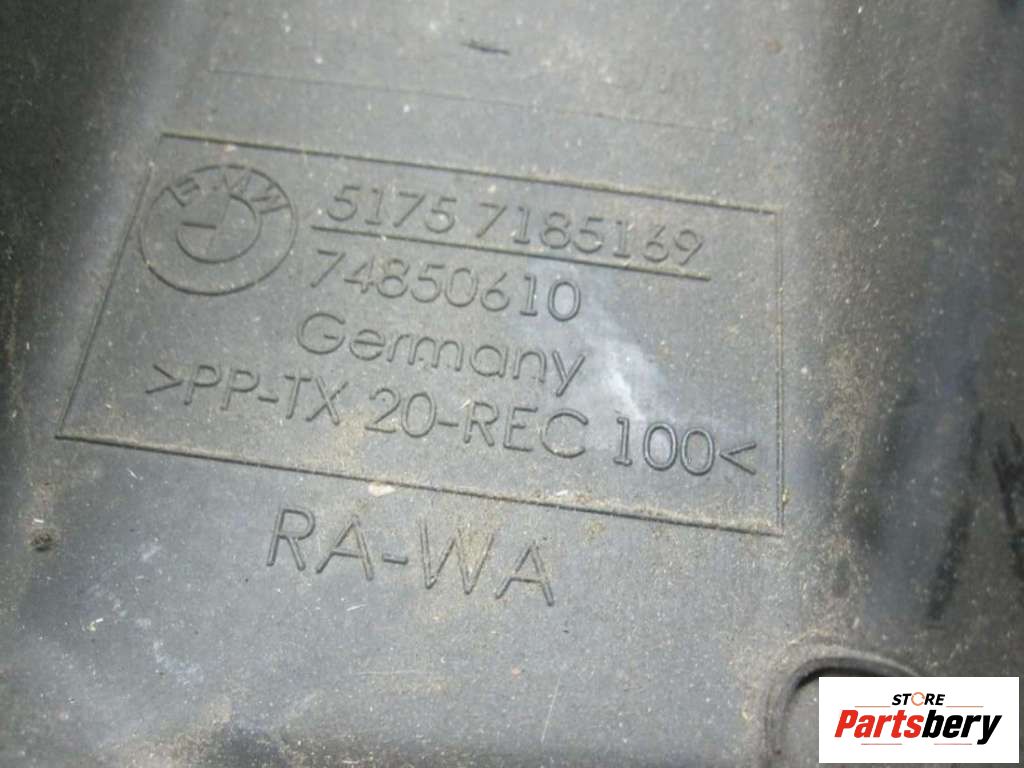 BMW
5175 7185169
74850610
Germany
>PP-TX 20-REC 100<
RA-WA
STORE
Partsbery